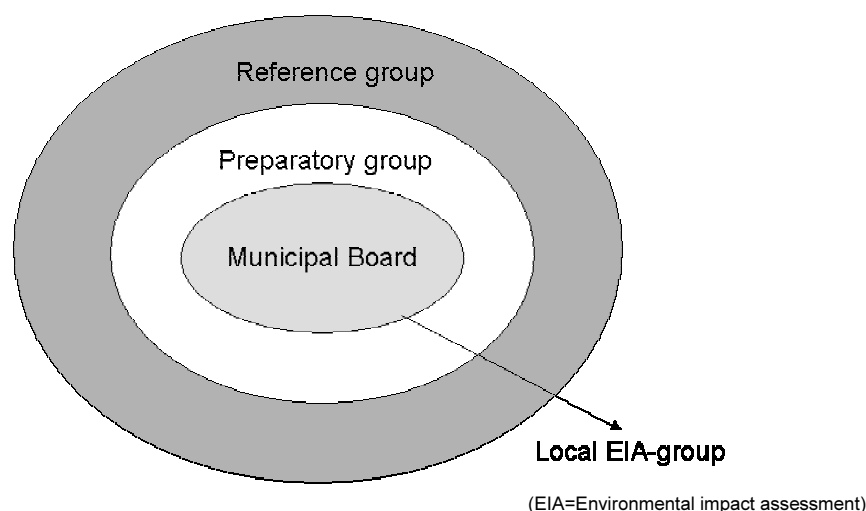 Reference group
Preparatory group
Municipal Board
Local EIA-group
(EIA=Environmental impact assessment)